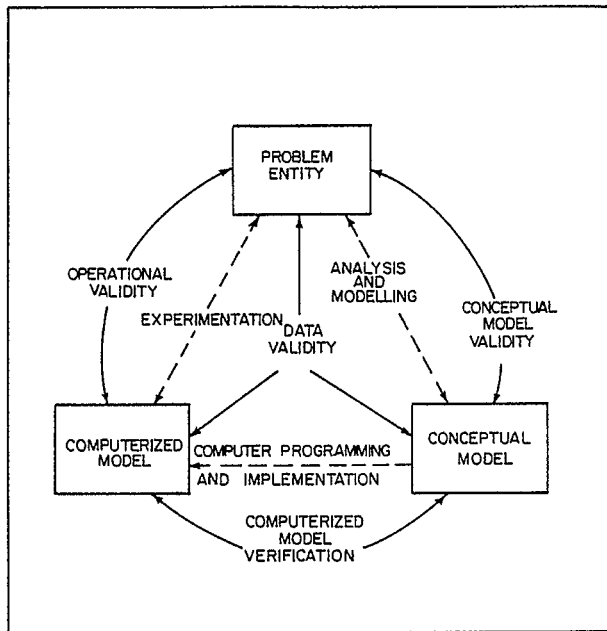 PROBLEM
ENTITY
OPERATIONAL
VALIDITY
ANALYSIS
AND
MODELLING
EXPERIMENTATION
DATA
VALIDITY
CONCEPTUAL
MODEL
VALIDITY
COMPUTERIZED
MODEL
COMPUTER PROGRAMMING
AND IMPLEMENTATION
CONCEPTUAL
MODEL
COMPUTERIZED
MODEL
VERIFICATION